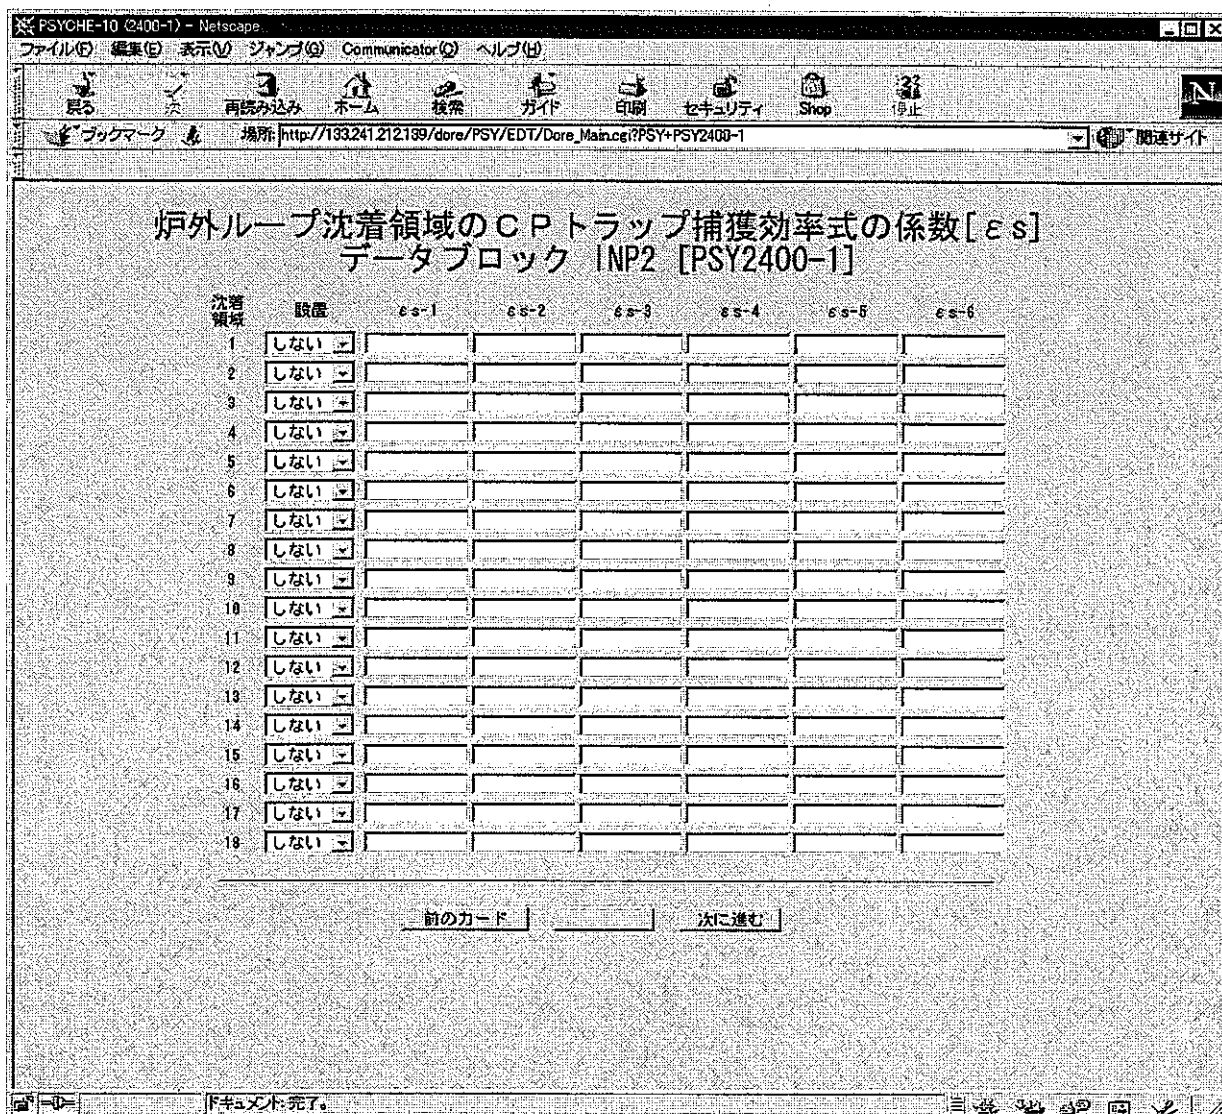 PSYCHE-10 (2400-1) - Netscape
ファイル(F) 編集(E) 表示(V) ジャンプ(G) Communicator(C) ヘルプ(H)
戻る 次 再読み込み ホーム 検索 ガイド 印刷 セキュリティ Shop 停止 N
ブックマーク 場所: http://133.241.212.139/dore/PSY/EDT/Dore_Main.cgi?PSY+PSY2400-1 関連サイト
炉外ループ沈着領域のCPトラップ捕獲効率式の係数[εs]
データブロック INP2 [PSY2400-1]
沈着領域 設置 εs-1 εs-2 εs-3 εs-4 εs-5 εs-6
1 しない
2 しない
3 しない
4 しない
5 しない
6 しない
7 しない
8 しない
9 しない
10 しない
11 しない
12 しない
13 しない
14 しない
15 しない
16 しない
17 しない
18 しない
前のカード 次に進む
ドキュメント: 完了。